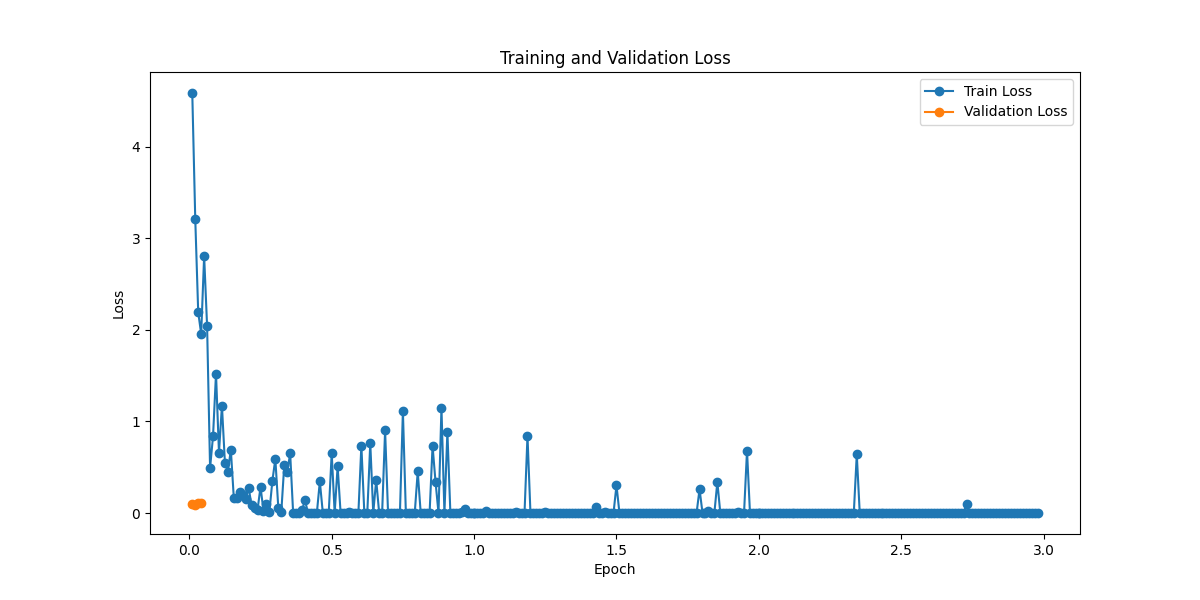 Training and Validation Loss
Train Loss
Validation Loss
4
3
2
1
0
Loss
0.0 0.5 1.0 1.5 2.0 2.5 3.0
Epoch